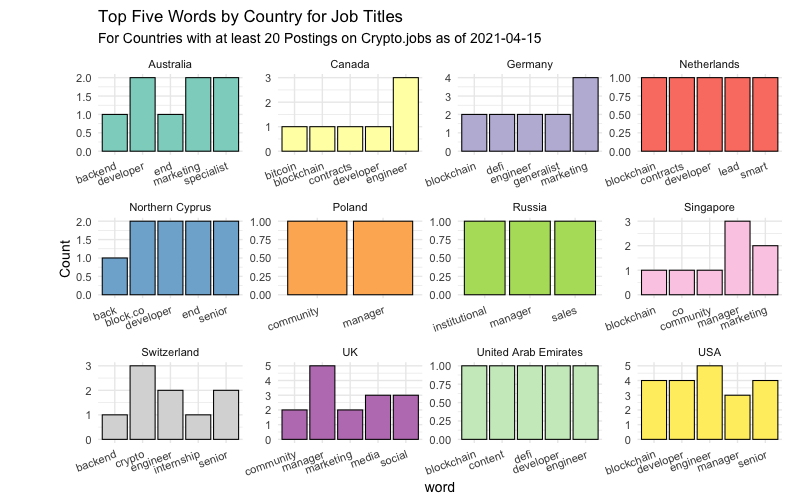 Top Five Words by Country for Job Titles
For Countries with at least 20 Postings on Crypto.jobs as of 2021-04-15
Australia
2.0
1.5
1.0
0.5
0.0
backend
developer
end
marketing
specialist
Canada
3
2
1
0
bitcoin
blockchain
contracts
developer
engineer
Germany
4
3
2
1
0
blockchain
defi
engineer
generalist
marketing
Netherlands
1.00
0.75
0.50
0.25
0.00
blockchain
contracts
developer
lead
smart
Count
Northern Cyprus
2.0
1.5
1.0
0.5
0.0
back
block.co
developer
end
senior
Poland
1.00
0.75
0.50
0.25
0.00
community
manager
Russia
1.00
0.75
0.50
0.25
0.00
institutional
manager
sales
Singapore
3
2
1
0
blockchain
co
community
manager
marketing
Switzerland
3
2
1
0
backend
crypto
engineer
internship
senior
UK
5
4
3
2
1
0
community
manager
marketing
media
social
United Arab Emirates
1.00
0.75
0.50
0.25
0.00
blockchain
content
defi
developer
engineer
USA
5
4
3
2
1
0
blockchain
developer
engineer
manager
senior
word